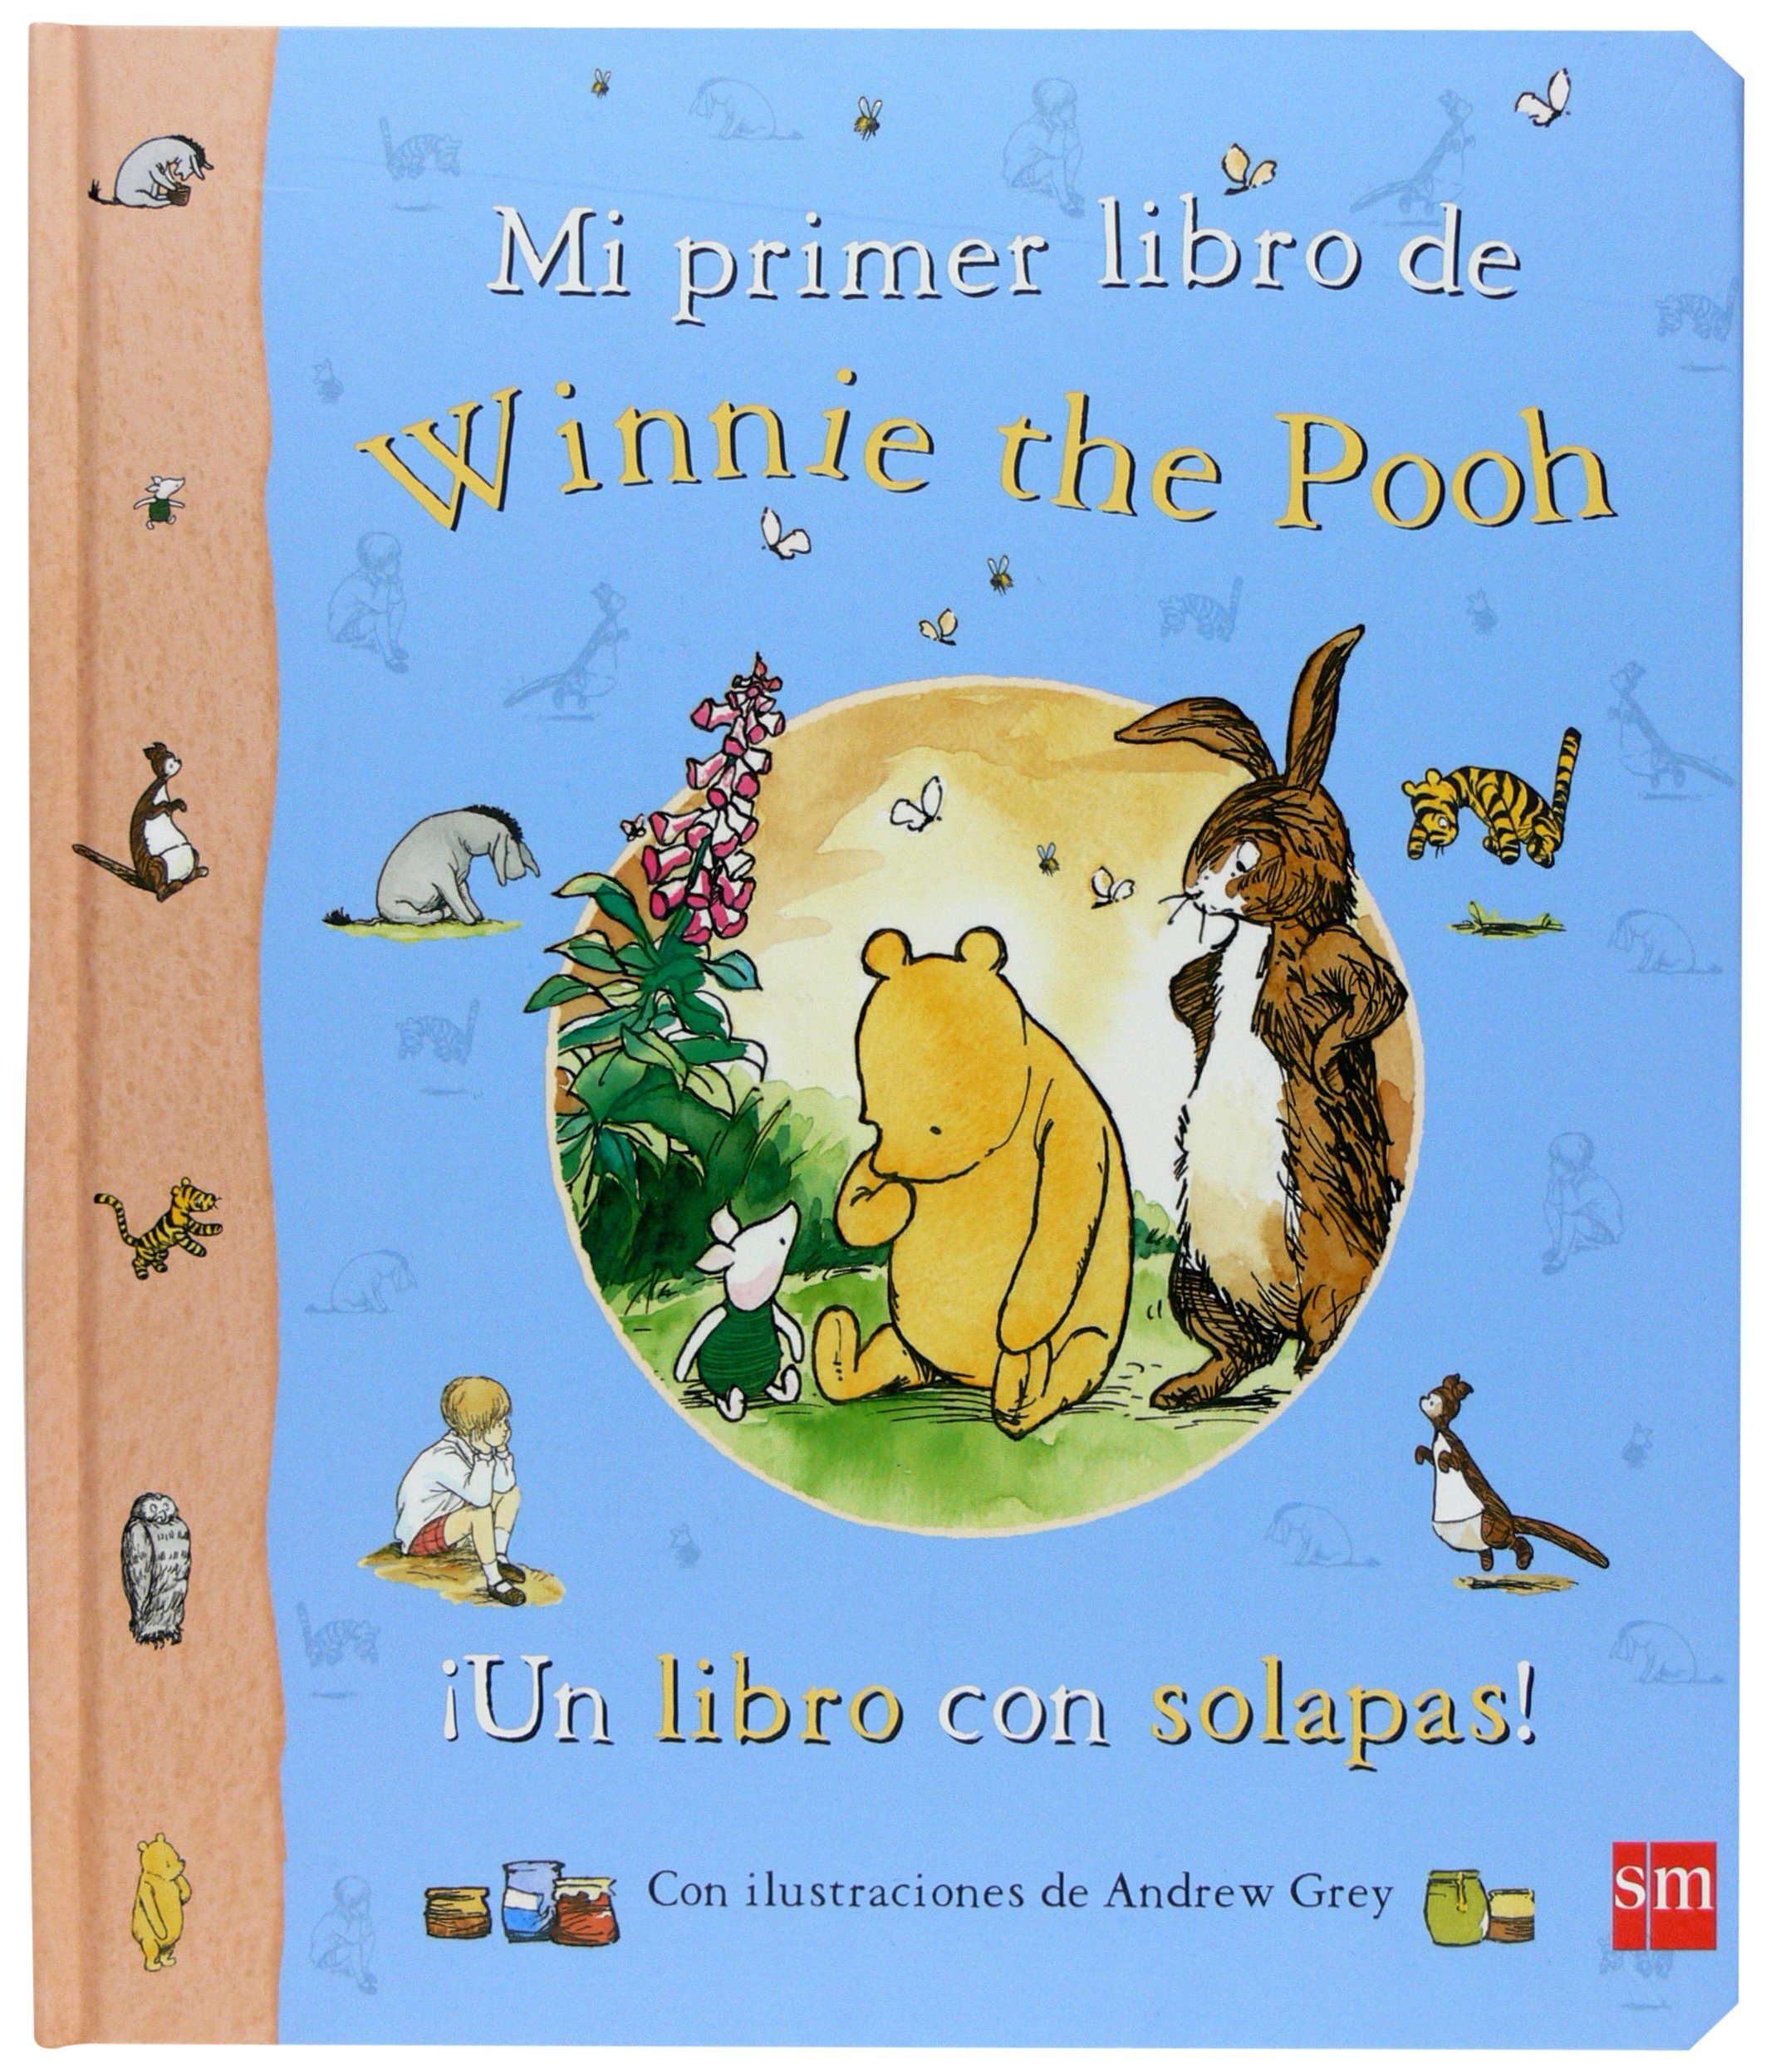 Mi primer libro de
Winnie the Pooh
¡Un libro con solapas!
Con ilustraciones de Andrew Grey
sm